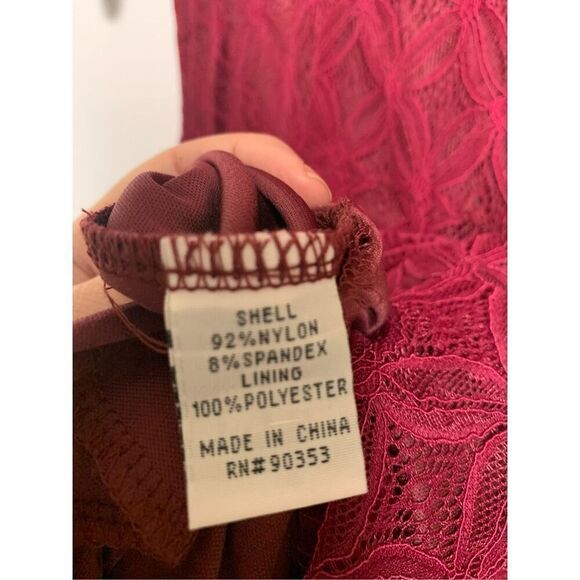 SHELL
92%NYLON
8%SPANDEX
LINING
100%POLYESTER
MADE IN CHINA
RN#90353